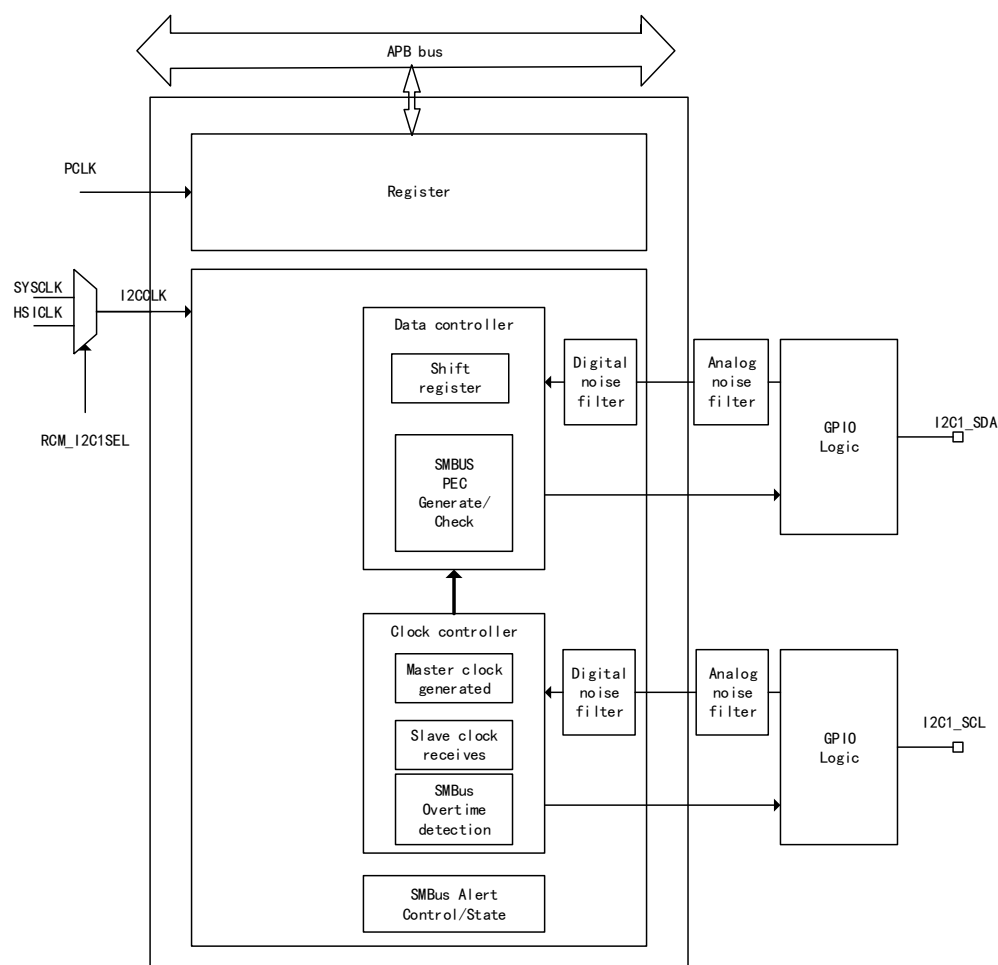 APB bus
PCLK
Register
SYSCLK
HSICLK
I2CCLK
RCM_I2C1SEL
Data controller
Shift
register
SMBUS
PEC
Generate/
Check
Digital
noise
filter
Analog
noise
filter
GPIO
Logic
I2C1_SDA
Clock controller
Master clock
generated
Slave clock
receives
SMBus
Overtime
detection
Digital
noise
filter
Analog
noise
filter
GPIO
Logic
I2C1_SCL
SMBus Alert
Control/State